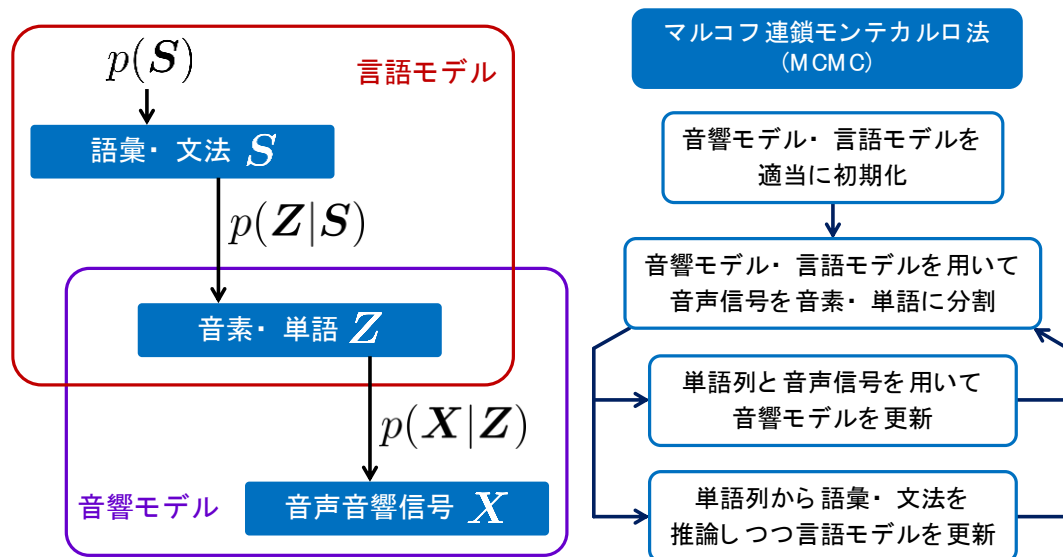 p(S)
言語モデル
語彙・文法 S
p(Z|S)
音素・単語 Z
p(X|Z)
音響モデル
音声音響信号 X
マルコフ連鎖モンテカルロ法
(MCMC)
音響モデル・言語モデルを
適当に初期化
音響モデル・言語モデルを用いて
音声信号を音素・単語に分割
単語列と音声信号を用いて
音響モデルを更新
単語列から語彙・文法を
推論しつつ言語モデルを更新